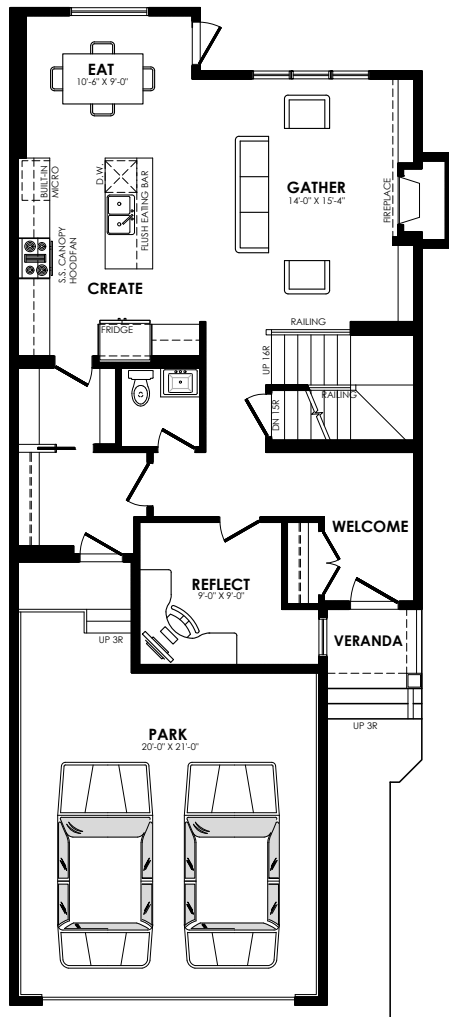 EAT
10'-6" X 9'-0"
GATHER
14'-0 X 15'-4"
FIREPLACE
BUILT-IN
MICRO
D.W.
FLUSH EATING BAR
S.S. CANOPY
HOODFAN
CREATE
FRIDGE
RAILING
UP 16R
RAILING
DN 15R
WELCOME
REFLECT
9'-0" X 9'-0"
VERANDA
UP 3R
UP 3R
PARK
20'-0" X 21'-0"